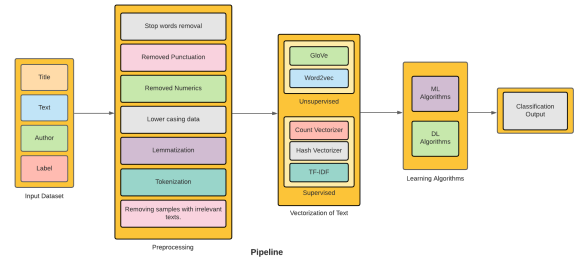 Title
Text
Author
Label
Input Dataset
Stop words removal
Removed Punctuation
Removed Numerics
Lower casing data
Lemmatization
Tokenization
Removing samples with irrelevant
texts.
Preprocessing
GloVe
Word2vec
Unsupervised
Count Vectorizer
Hash Vectorizer
TF-IDF
Supervised
Vectorization of Text
ML
Algorithms
DL
Algorithms
Learning Algorithms
Classification
Output
Pipeline